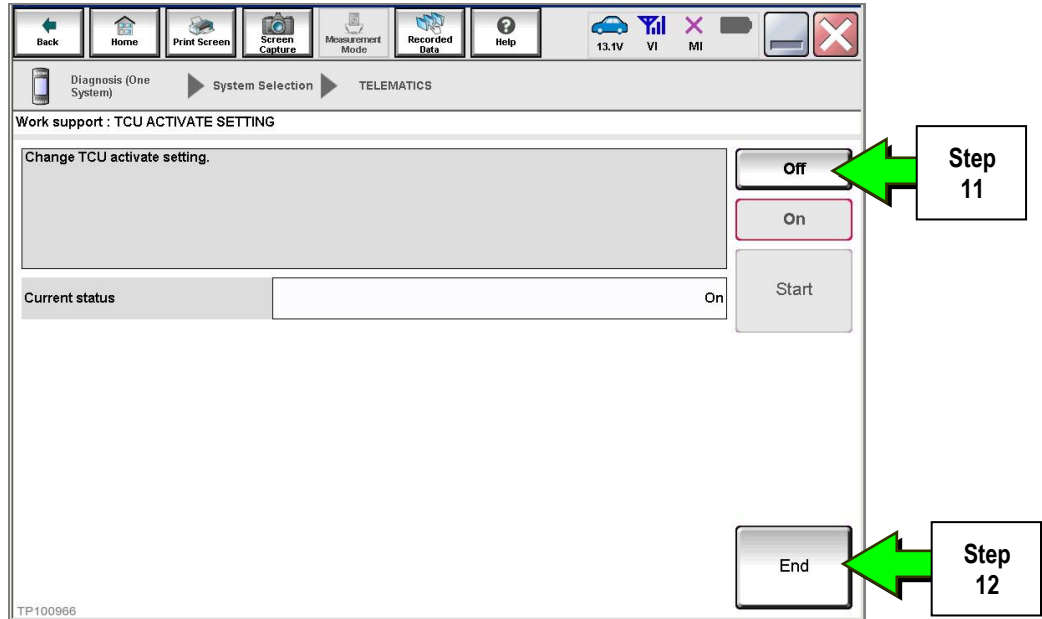 Back
Home
Print Screen
Screen
Capture
Measurement
Mode
Recorded
Data
Help
13.1V
VI
MI
Diagnosis (One
System)
System Selection
TELEMATICS
Work support : TCU ACTIVATE SETTING
Change TCU activate setting.
Off
Step
11
On
Current status
On
Start
End
Step
12
TP100966